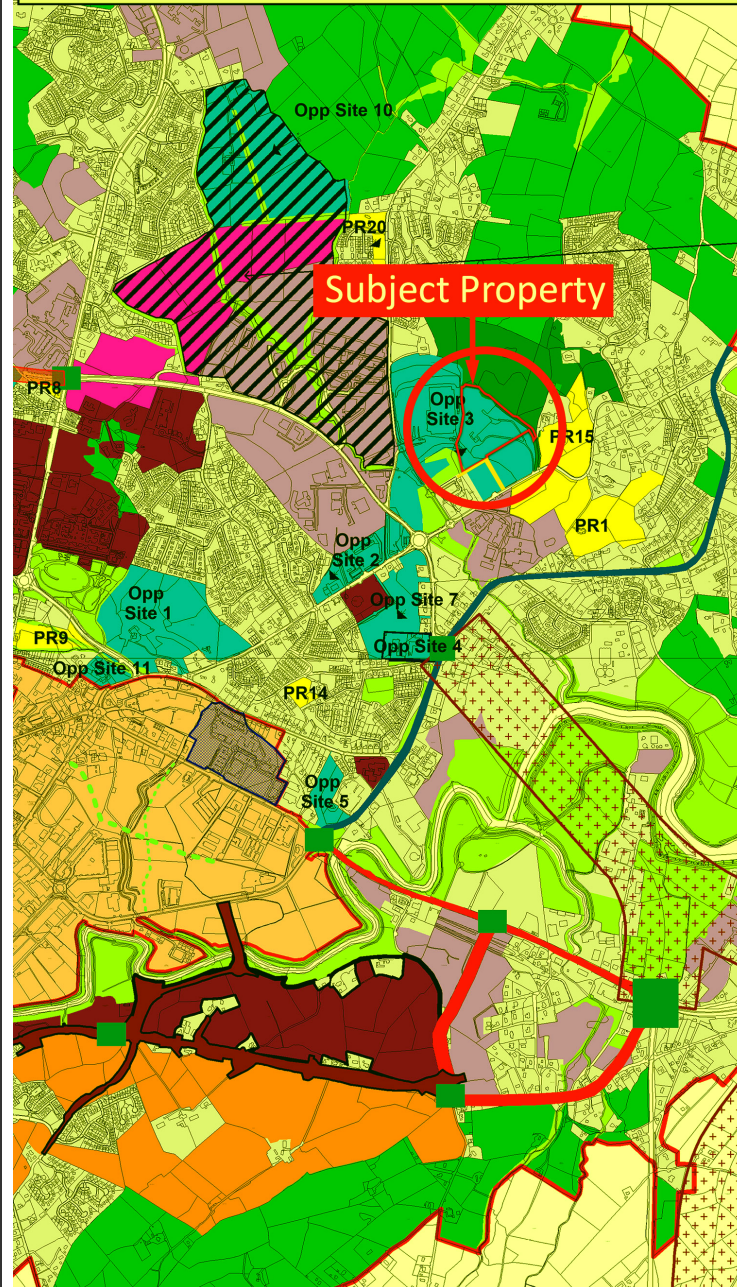 Opp Site 10
PR20
Subject Property
PR8
Opp
Site 3
PR15
PR1
Opp
Site 2
Opp
Site 1
Opp Site 7
PR9
Opp Site 4
Opp Site 11
PR14
Opp
Site 5